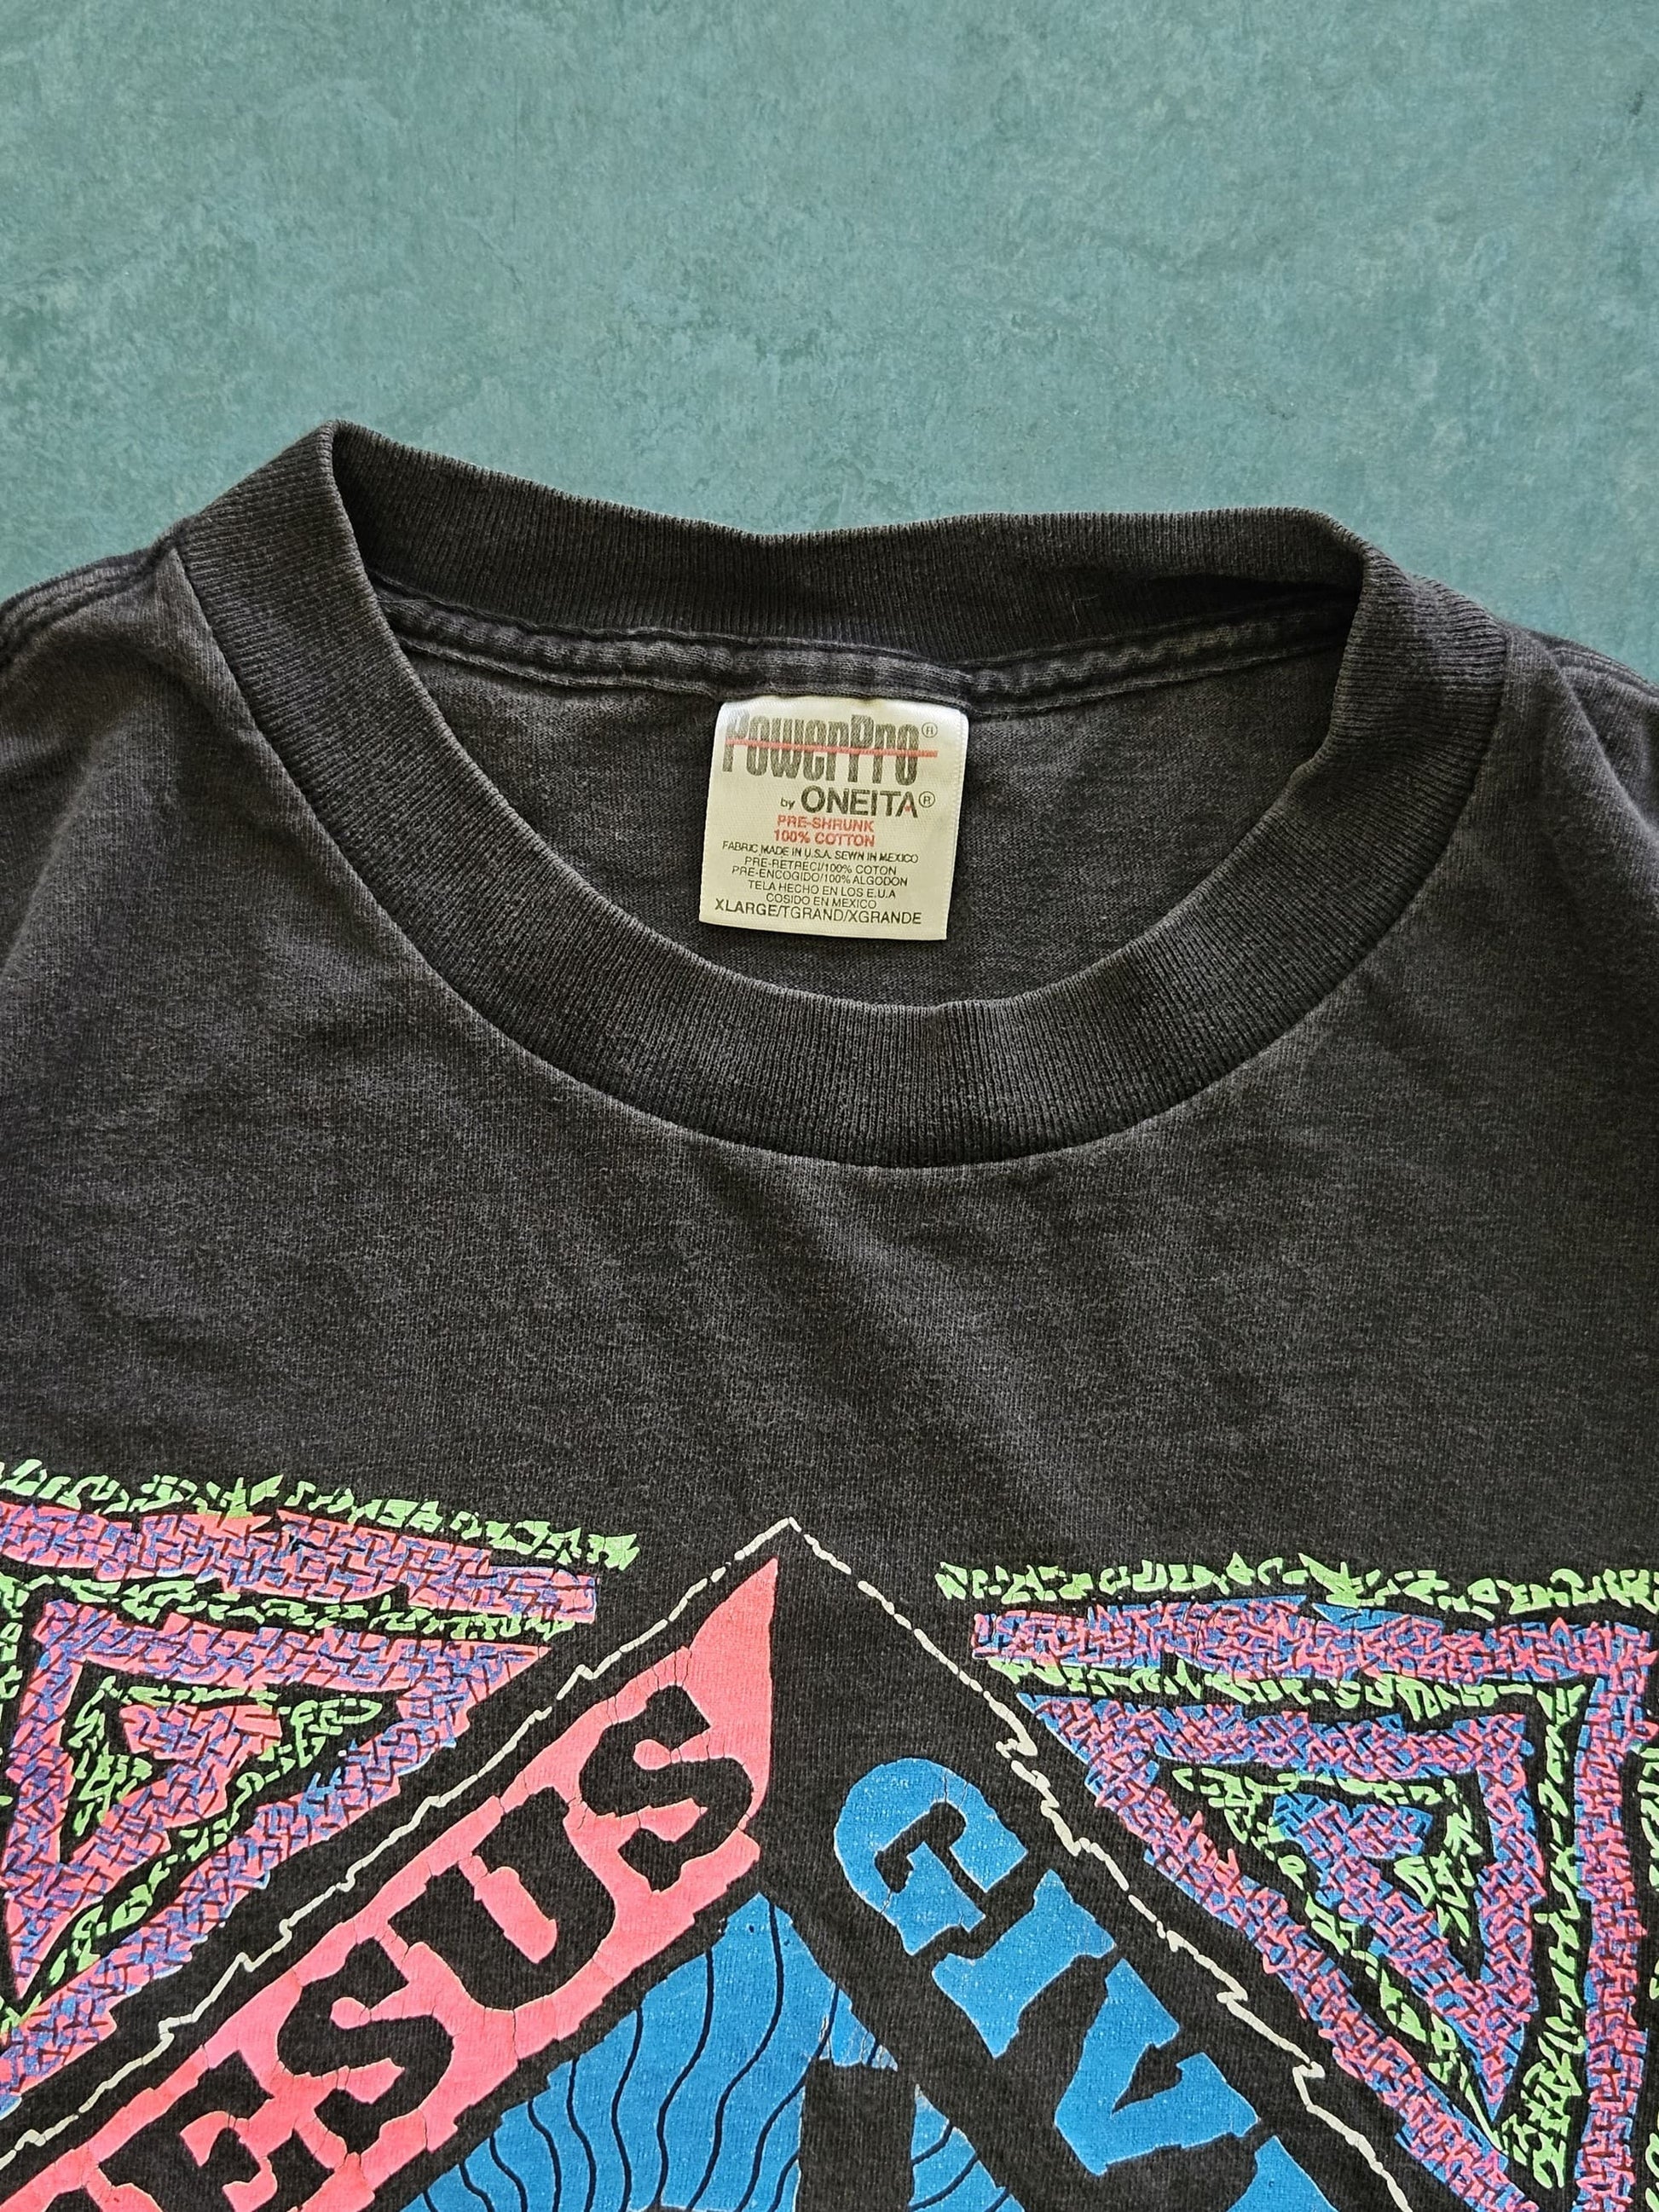 PowerPro®
by ONEITA®
PRE-SHRUNK
100% COTTON
FABRIC MADE IN U.S.A. SEWN IN MEXICO
PRE-RETRECI/100% COTON
PRE-ENCOGIDO/100% ALGODON
TELA HECHO EN LOS E.U.A
COSIDO EN MEXICO
XLARGE/TGRAND/XGRANDE
JESUS
GIV